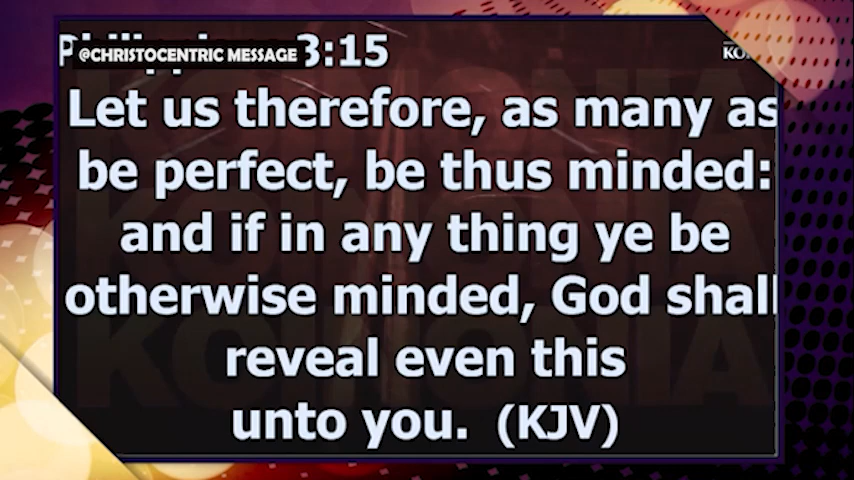 @CHRISTOCENTRIC MESSAGE 3:15
Let us therefore, as many as
be perfect, be thus minded:
and if in any thing ye be
otherwise minded, God shall
reveal even this
unto you. (KJV)